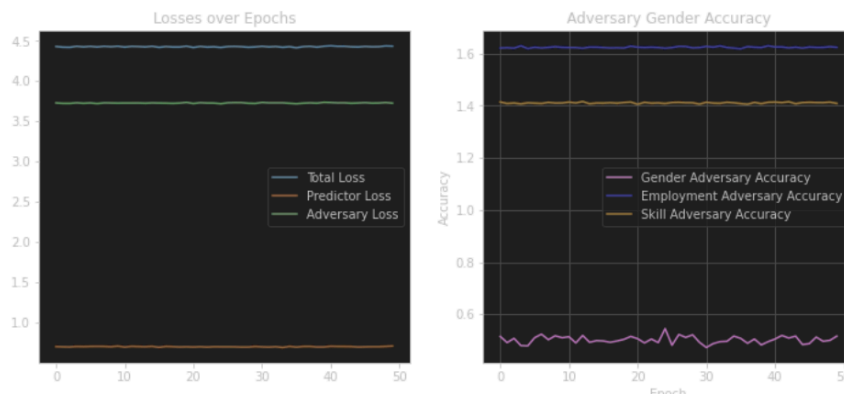 Losses over Epochs
4.5
4.0
3.5
3.0
2.5
2.0
1.5
1.0
0 10 20 30 40 50
Total Loss
Predictor Loss
Adversary Loss
Adversary Gender Accuracy
Accuracy
1.6
1.4
1.2
1.0
0.8
0.6
0 10 20 30 40
Epoch
Gender Adversary Accuracy
Employment Adversary Accuracy
Skill Adversary Accuracy